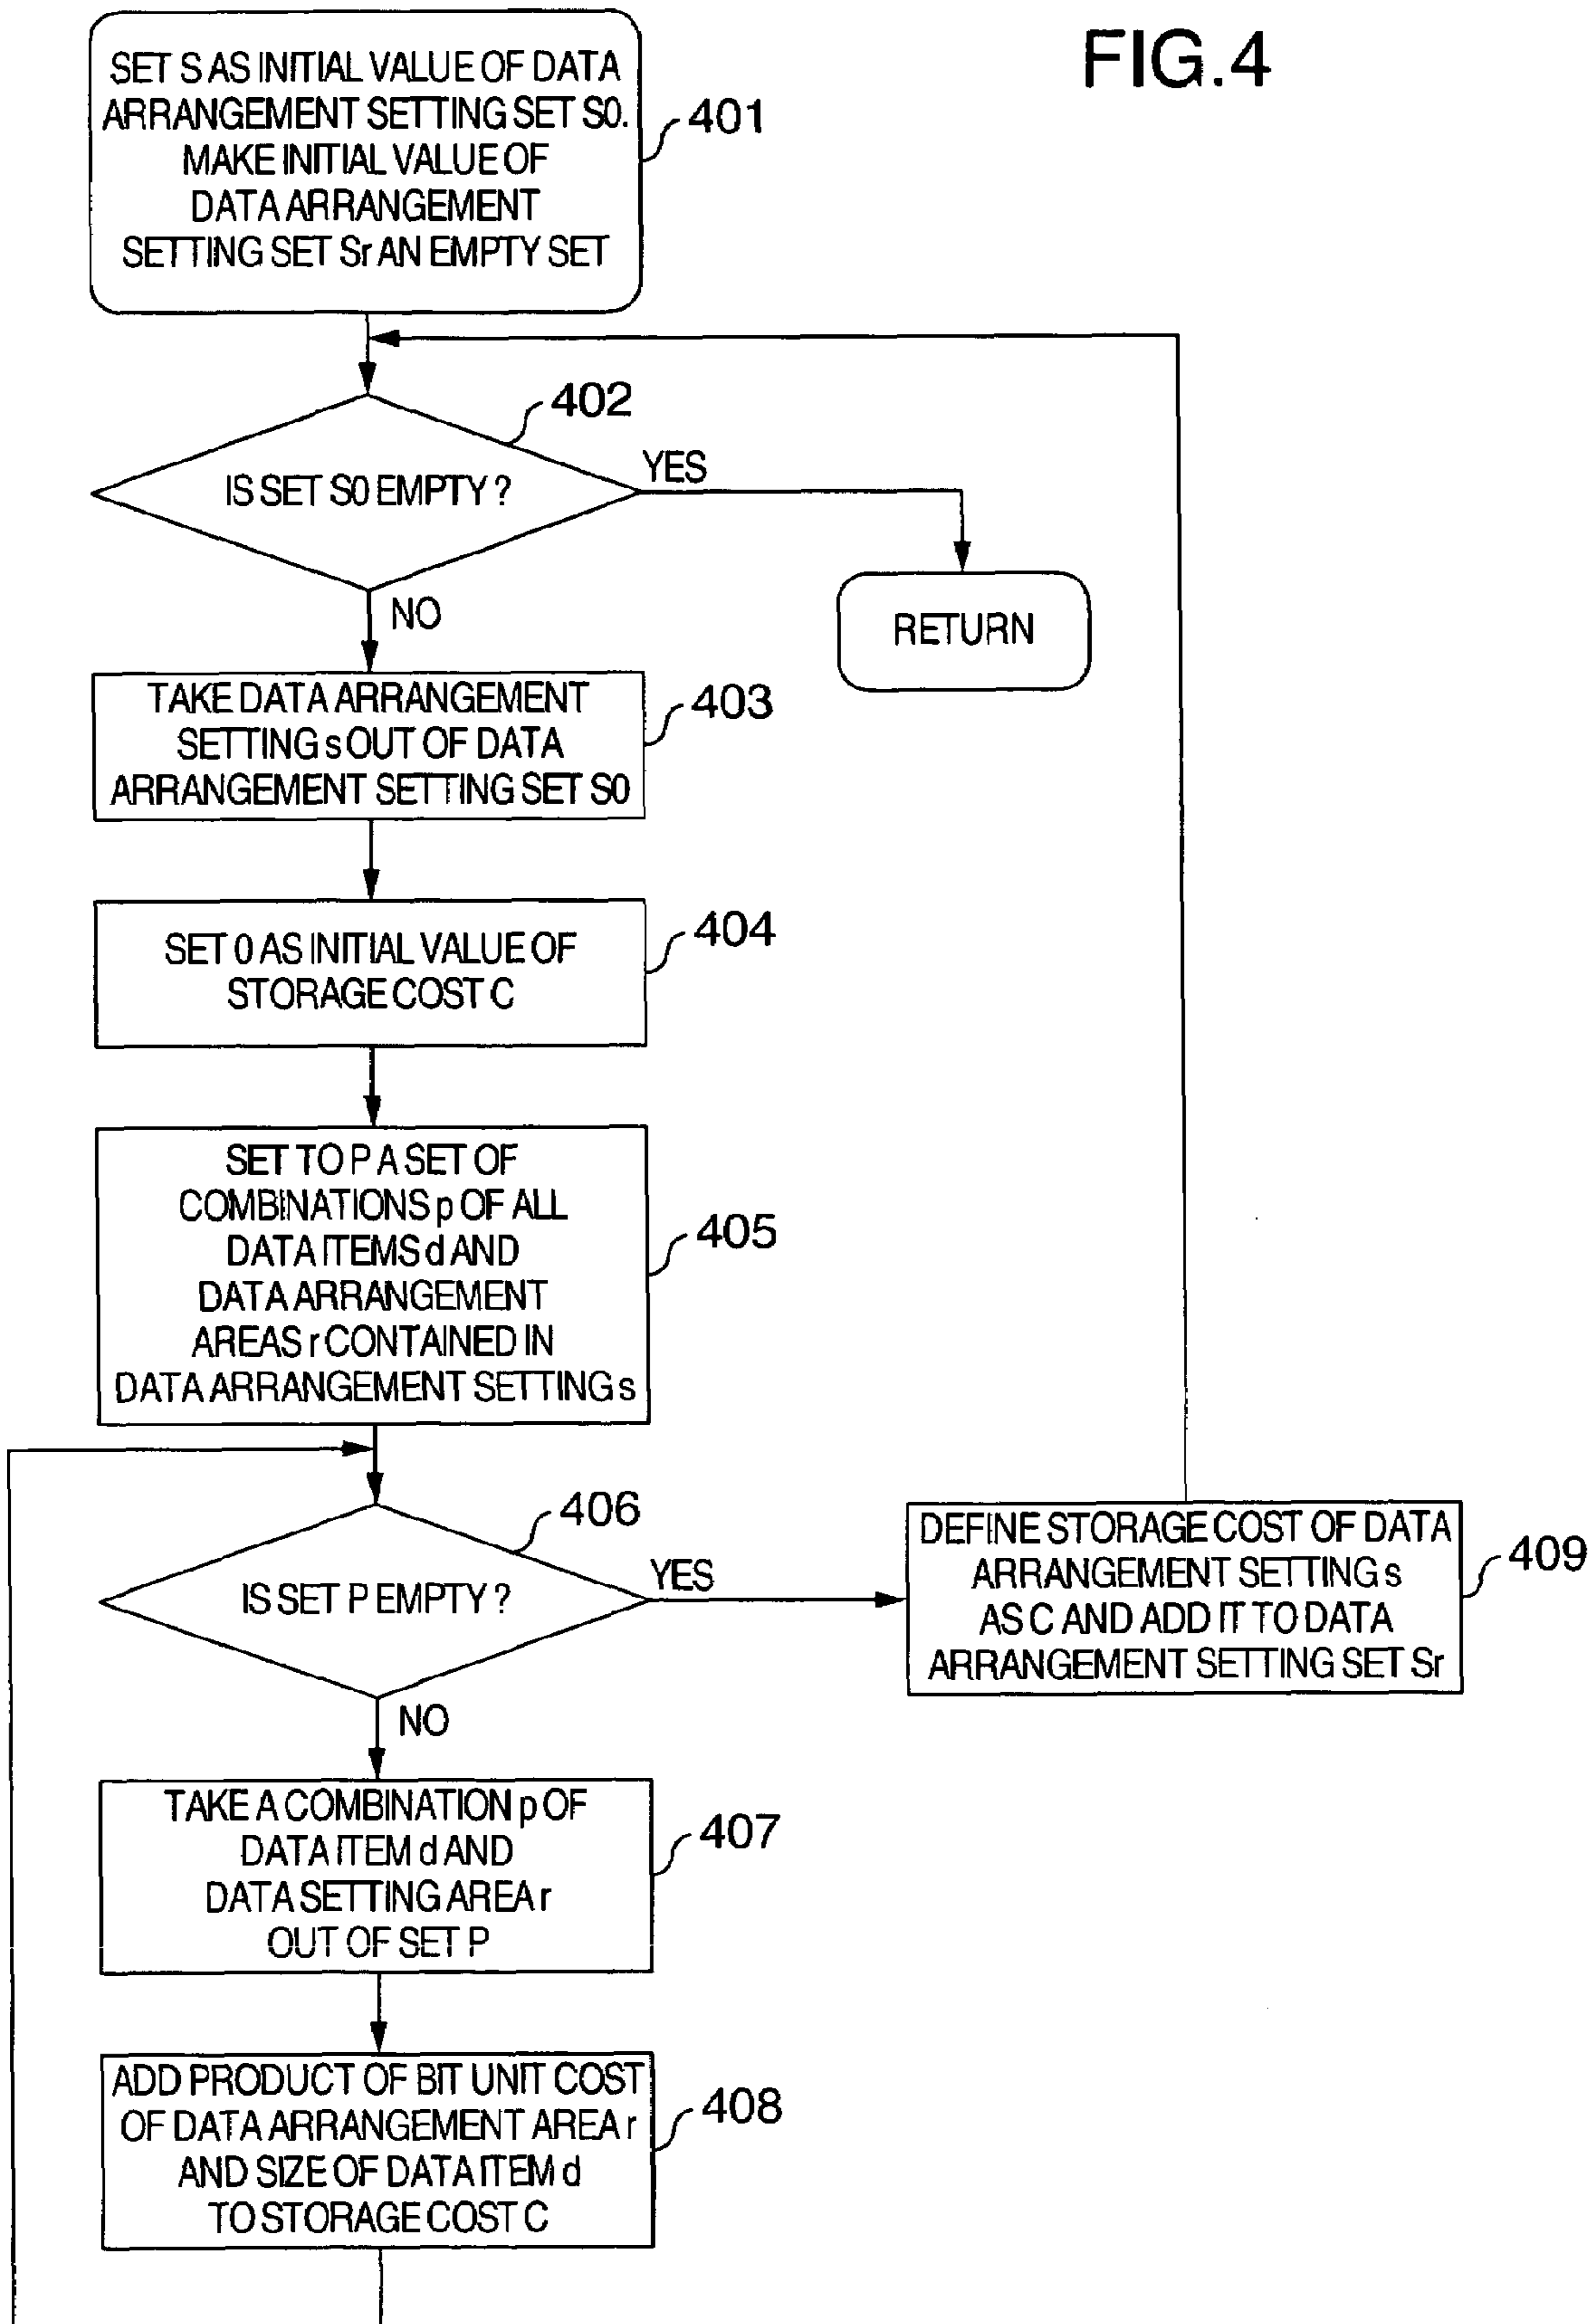 FIG.4
SET S AS INITIAL VALUE OF DATA
ARRANGEMENT SETTING SET S0.
MAKE INITIAL VALUE OF
DATA ARRANGEMENT
SETTING SET Sr AN EMPTY SET
401
402
IS SET S0 EMPTY ?
YES
RETURN
NO
TAKE DATA ARRANGEMENT
SETTING s OUT OF DATA
ARRANGEMENT SETTING SET S0
403
SET 0 AS INITIAL VALUE OF
STORAGE COST C
404
SET TO P A SET OF
COMBINATIONS p OF ALL
DATA ITEMS d AND
DATA ARRANGEMENT
AREAS r CONTAINED IN
DATA ARRANGEMENT SETTING s
405
406
IS SET P EMPTY ?
YES
DEFINE STORAGE COST OF DATA
ARRANGEMENT SETTING s
AS C AND ADD IT TO DATA
ARRANGEMENT SETTING SET Sr
409
NO
TAKE A COMBINATION p OF
DATA ITEM d AND
DATA SETTING AREA r
OUT OF SET P
407
ADD PRODUCT OF BIT UNIT COST
OF DATA ARRANGEMENT AREA r
AND SIZE OF DATA ITEM d
TO STORAGE COST C
408